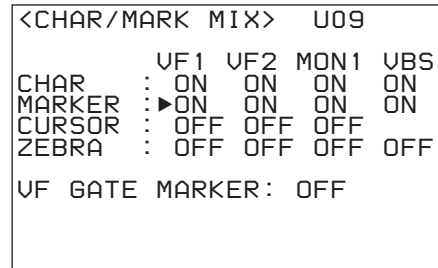 <CHAR/MARK MIX> U09
VF1 VF2 MON1 VBS
CHAR : ON ON ON ON
MARKER :▶ON ON ON ON
CURSOR : OFF OFF OFF
ZEBRA : OFF OFF OFF OFF
VF GATE MARKER: OFF